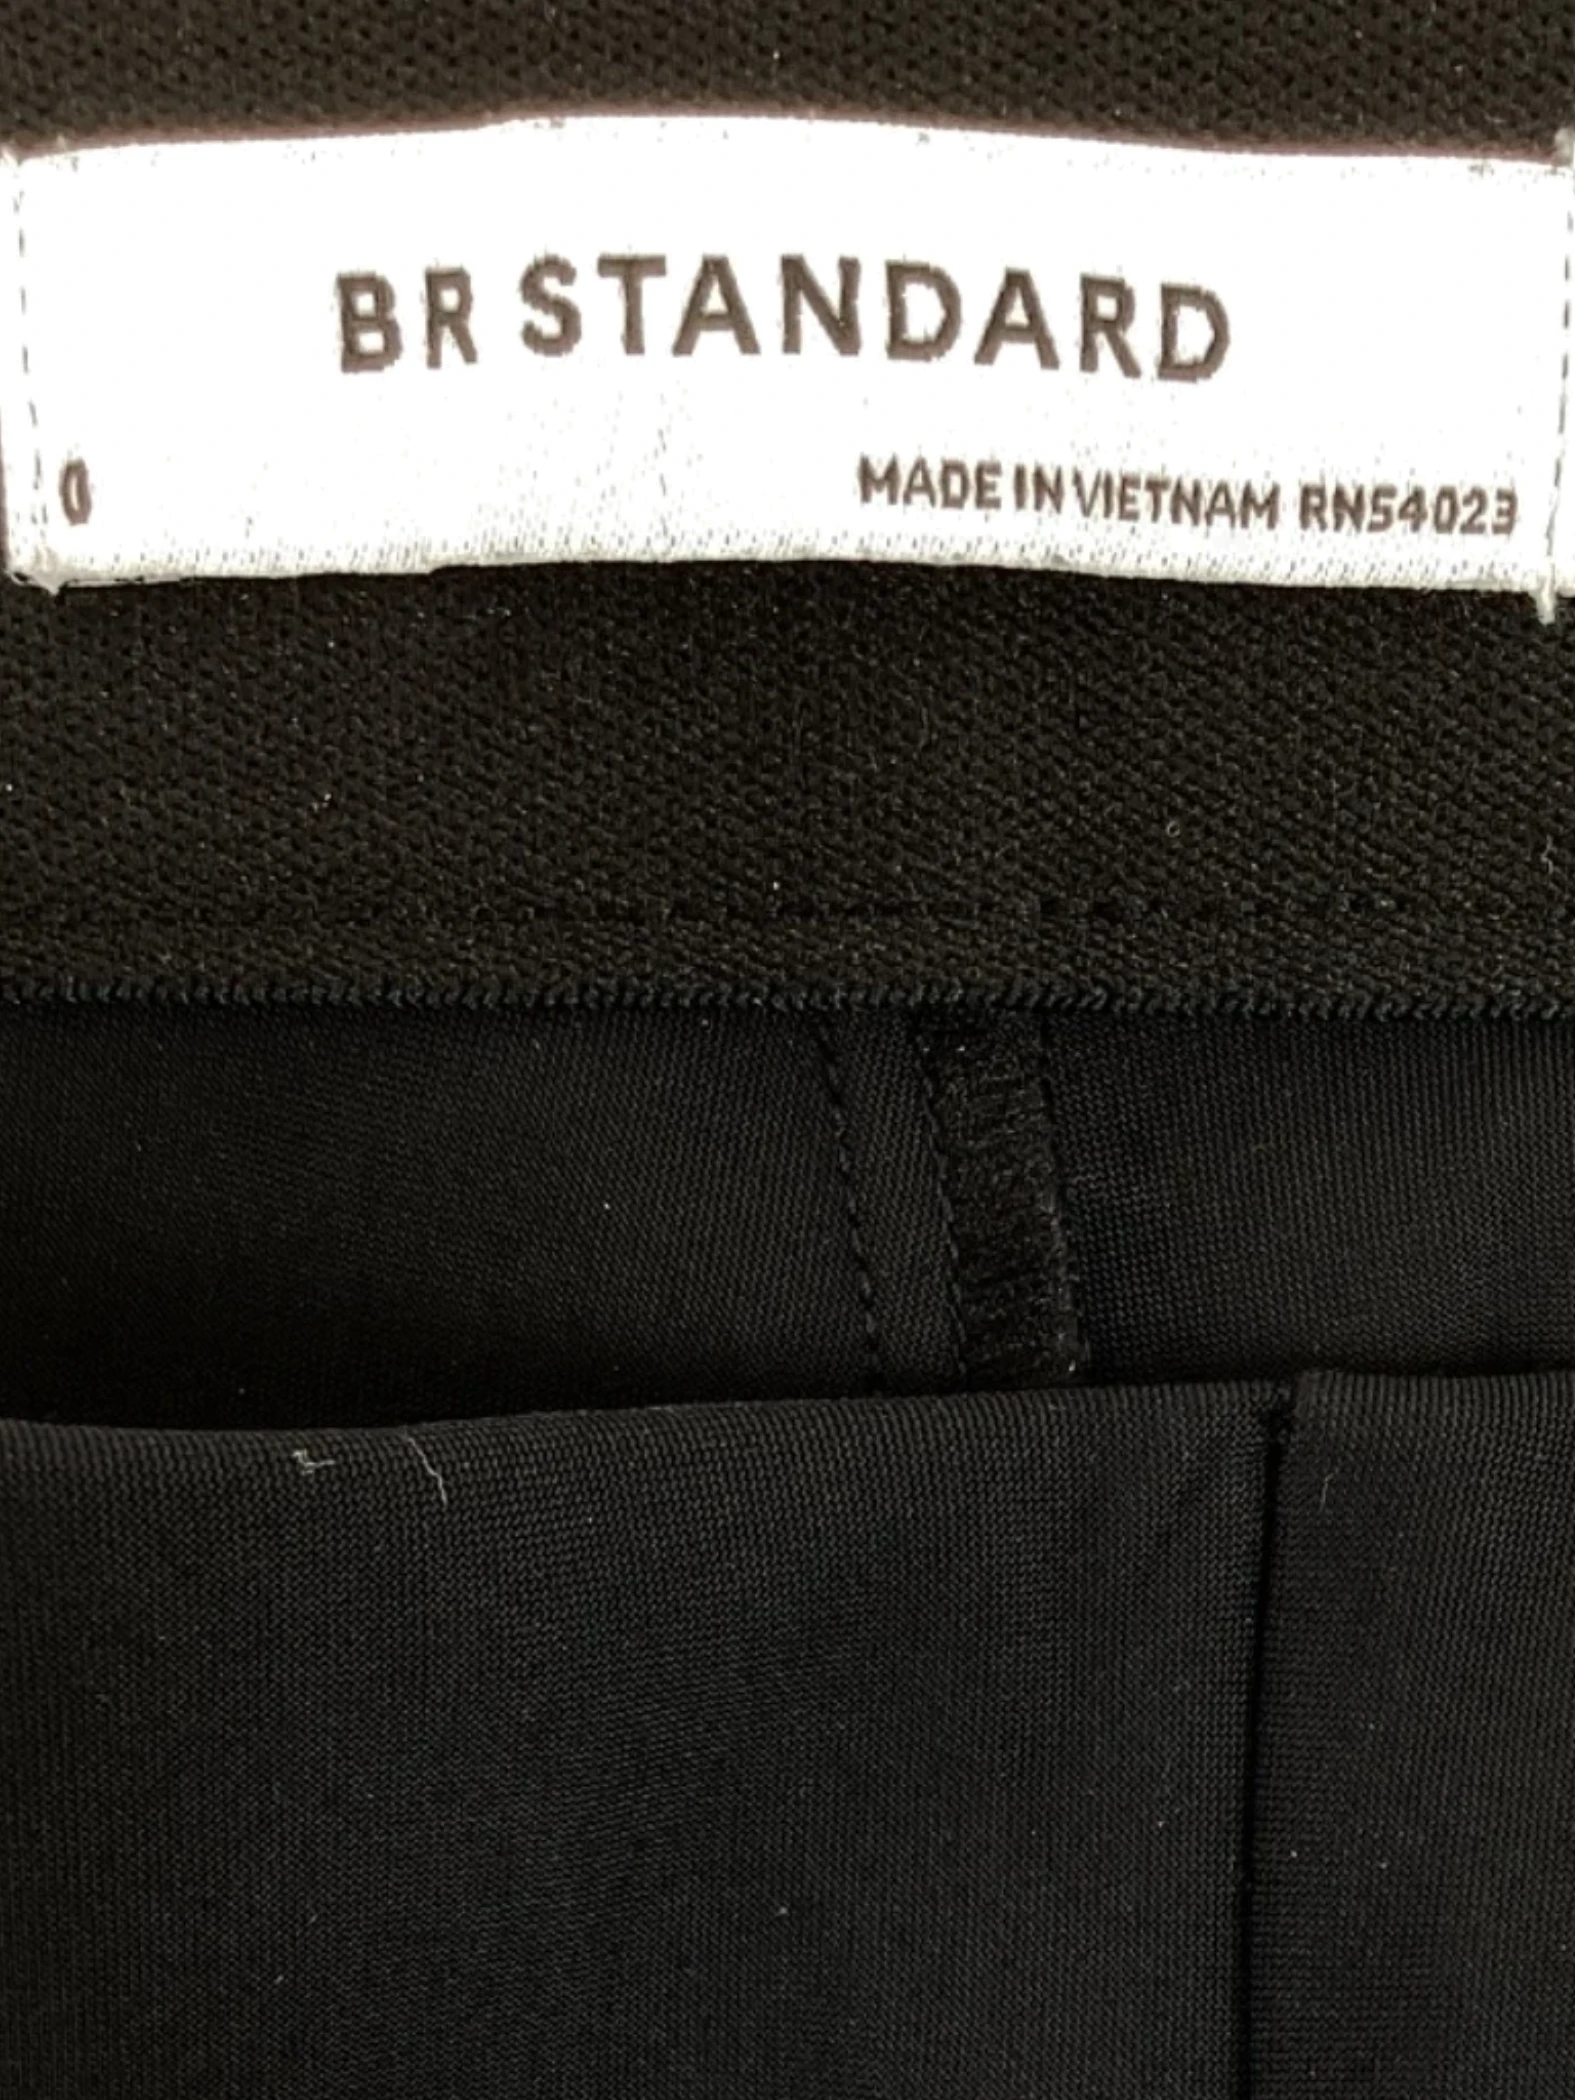 BR STANDARD
0 MADE IN VIETNAM RN54023